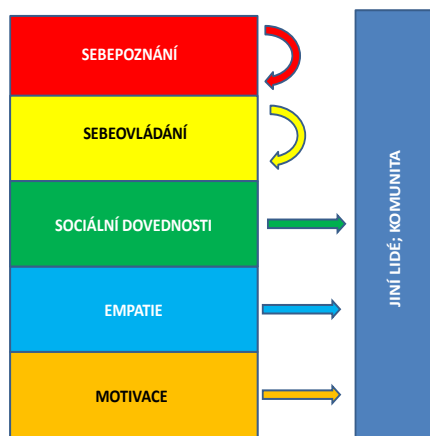 SEBEPOZNÁNÍ
SEBEOVLÁDÁNÍ
SOCIÁLNÍ DOVEDNOSTI
EMPATIE
MOTIVACE
JINÍ LIDÉ; KOMUNITA